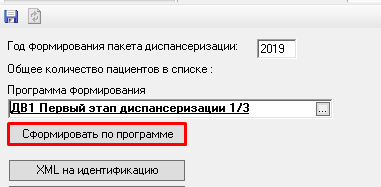 Год формирования пакета диспансеризации: 2019
Общее количество пациентов в списке :
Программа формирования
ДВ1 Первый этап диспансеризации 1/3 ...
Сформировать по программе
XML на идентификацию